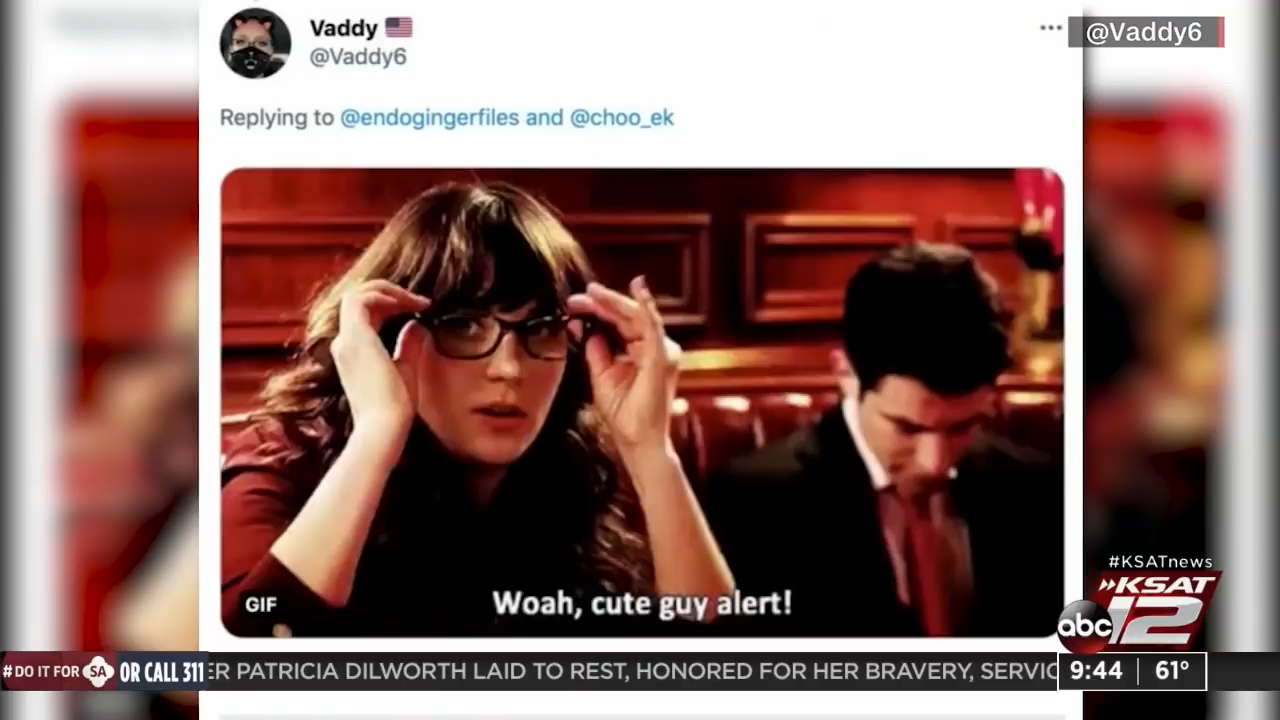 Vaddy
@Vaddy6
@Vaddy6
Replying to @endogingerfiles and @choo_ek
GIF
Woah, cute guy alert!
#KSATnews
KSAT
abc 12
#DO IT FOR SA OR CALL 311
ER PATRICIA DILWORTH LAID TO REST, HONORED FOR HER BRAVERY, SERVIC
9:44 61°